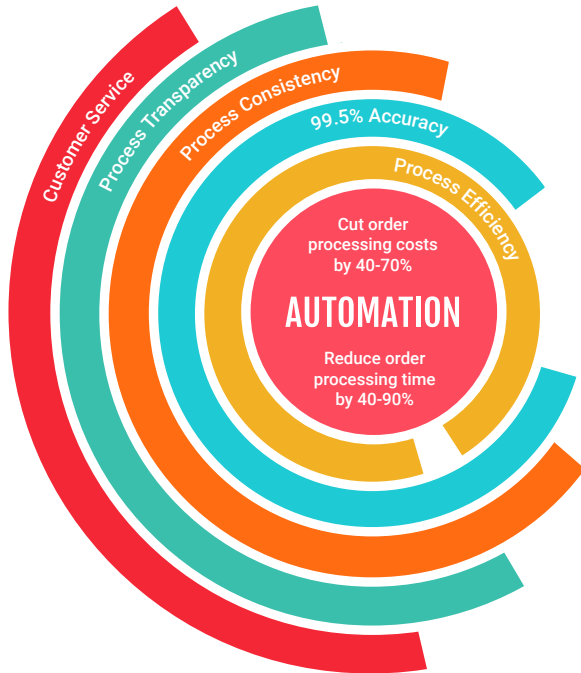 Customer Service
Process Transparency
Process Consistency
99.5% Accuracy
Process Efficiency
Cut order
processing costs
by 40-70%
AUTOMATION
Reduce order
processing time
by 40-90%